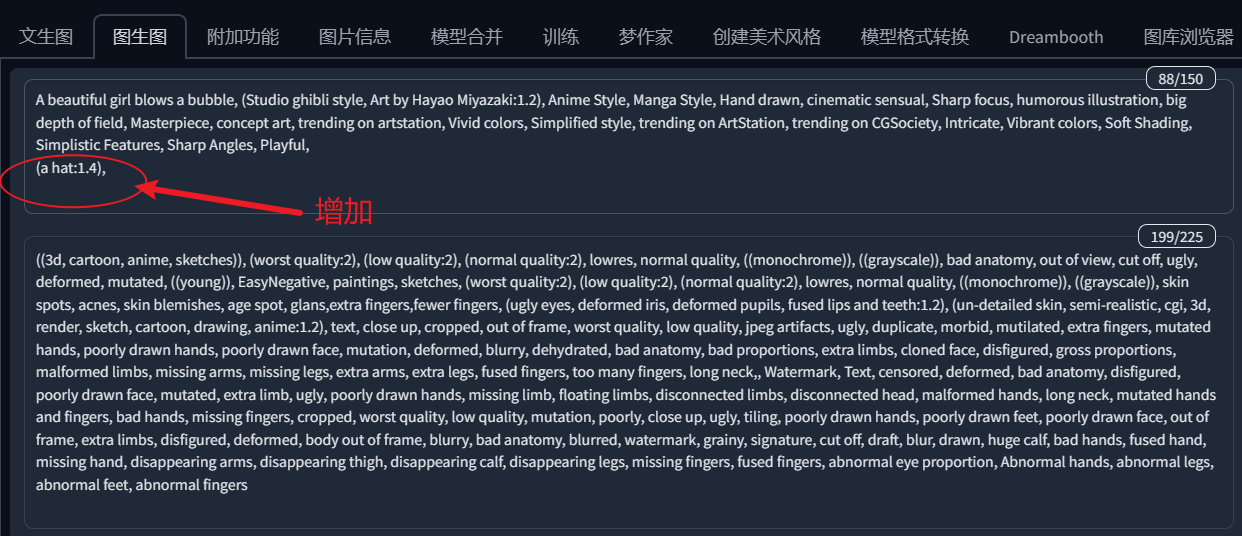 文生图 图生图 附加功能 图片信息 模型合并 训练 梦作家 创建美术风格 模型格式转换 Dreambooth 图库浏览器
88/150
A beautiful girl blows a bubble, (Studio ghibli style, Art by Hayao Miyazaki:1.2), Anime Style, Manga Style, Hand drawn, cinematic sensual, Sharp focus, humorous illustration, big
depth of field, Masterpiece, concept art, trending on artstation, Vivid colors, Simplified style, trending on ArtStation, trending on CGSociety, Intricate, Vibrant colors, Soft Shading,
Simplistic Features, Sharp Angles, Playful,
(a hat:1.4),
增加
199/225
((3d, cartoon, anime, sketches)), (worst quality:2), (low quality:2), (normal quality:2), lowres, normal quality, ((monochrome)), ((grayscale)), bad anatomy, out of view, cut off, ugly,
deformed, mutated, ((young)), EasyNegative, paintings, sketches, (worst quality:2), (low quality:2), (normal quality:2), lowres, normal quality, ((monochrome)), ((grayscale)), skin
spots, acnes, skin blemishes, age spot, glans,extra fingers,fewer fingers, (ugly eyes, deformed iris, deformed pupils, fused lips and teeth:1.2), (un-detailed skin, semi-realistic, cgi, 3d,
render, sketch, cartoon, drawing, anime:1.2), text, close up, cropped, out of frame, worst quality, low quality, jpeg artifacts, ugly, duplicate, morbid, mutilated, extra fingers, mutated
hands, poorly drawn hands, poorly drawn face, mutation, deformed, blurry, dehydrated, bad anatomy, bad proportions, extra limbs, cloned face, disfigured, gross proportions,
malformed limbs, missing arms, missing legs, extra arms, extra legs, fused fingers, too many fingers, long neck,, Watermark, Text, censored, deformed, bad anatomy, disfigured,
poorly drawn face, mutated, extra limb, ugly, poorly drawn hands, missing limb, floating limbs, disconnected limbs, disconnected head, malformed hands, long neck, mutated hands
and fingers, bad hands, missing fingers, cropped, worst quality, low quality, mutation, poorly, close up, ugly, tiling, poorly drawn hands, poorly drawn feet, poorly drawn face, out of
frame, extra limbs, disfigured, deformed, body out of frame, blurry, bad anatomy, blurred, watermark, grainy, signature, cut off, draft, blur, drawn, huge calf, bad hands, fused hand,
missing hand, disappearing arms, disappearing thigh, disappearing calf, disappearing legs, missing fingers, fused fingers, abnormal eye proportion, Abnormal hands, abnormal legs,
abnormal feet, abnormal fingers